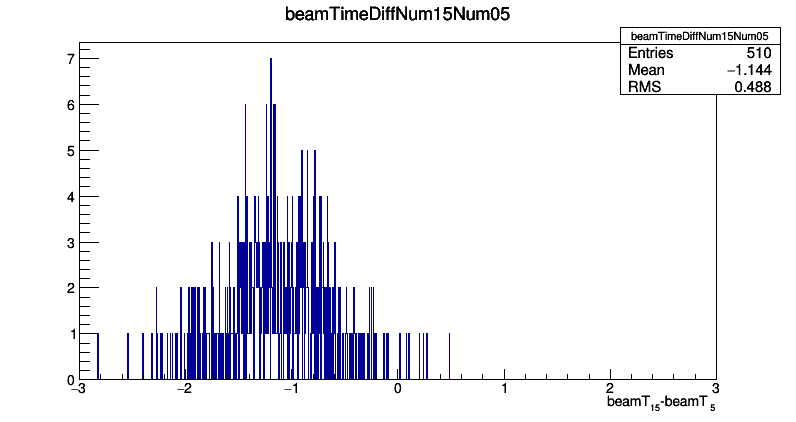 beamTimeDiffNum15Num05
beamTimeDiffNum15Num05
Entries 510
Mean −1.144
RMS 0.488
7
6
5
4
3
2
1
0
−3 −2 −1 0 1 2 3
beamT15-beamT5